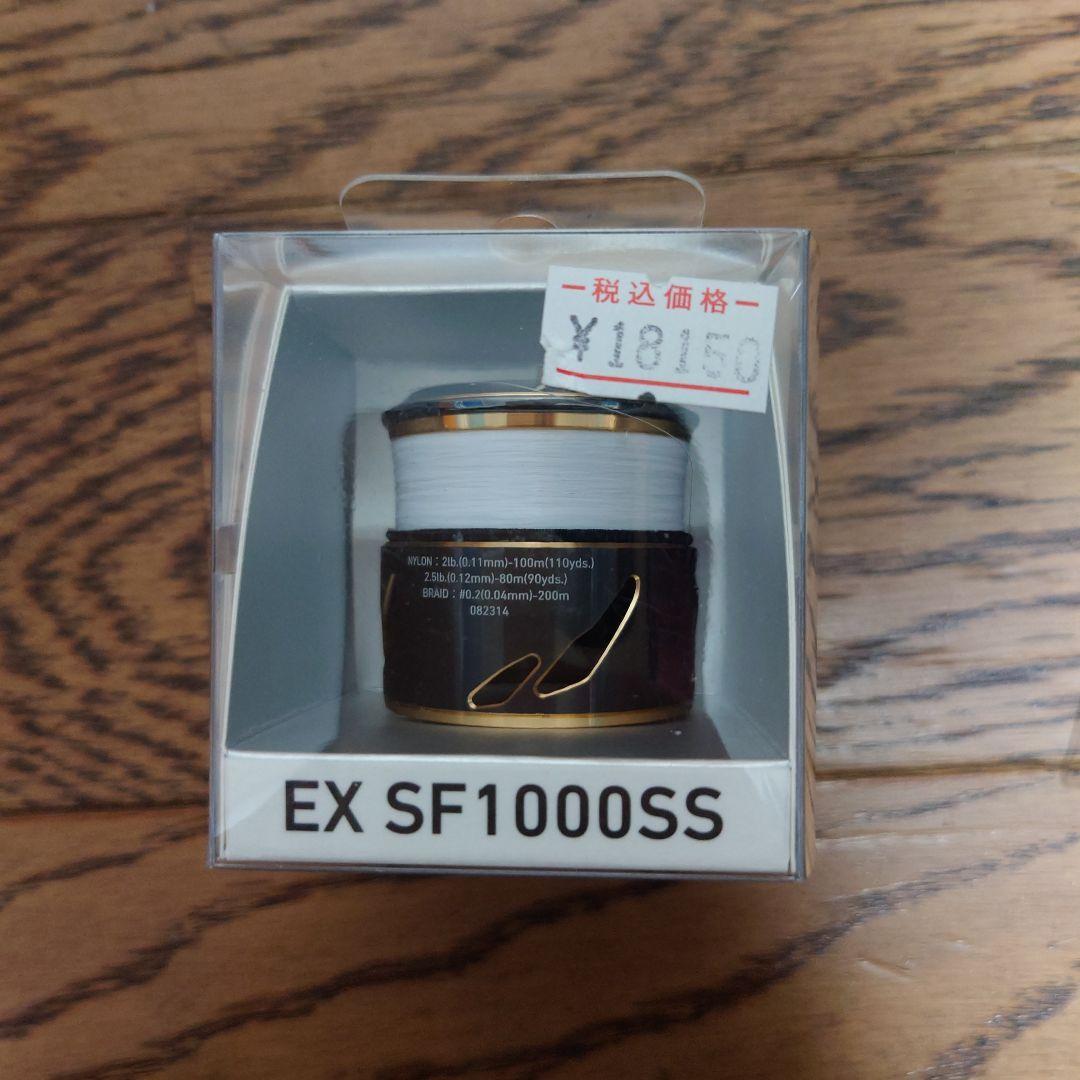 ー税込価格ー
¥18150
NYLON：2lb.(0.11mm)-100m(110yds.)
2.5lb.(0.12mm)-80m(90yds.)
BRAID：#0.2(0.04mm)-200m
082314
EX SF1000SS